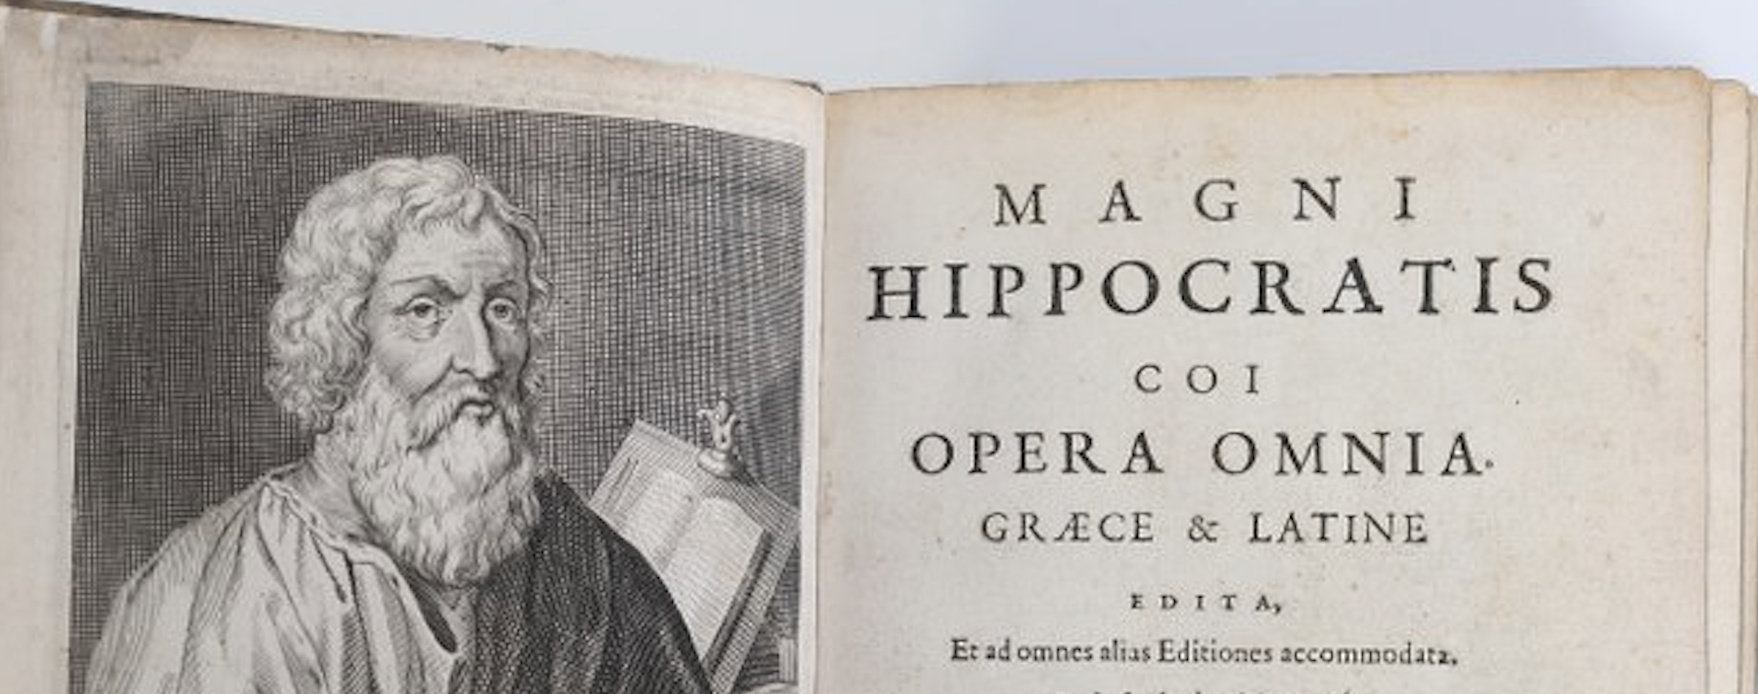 MAGNI
HIPPOCRATIS
COI
OPERA OMNIA.
GRÆCE & LATINE
EDITA,
Et ad omnes alias Editiones accommodata.